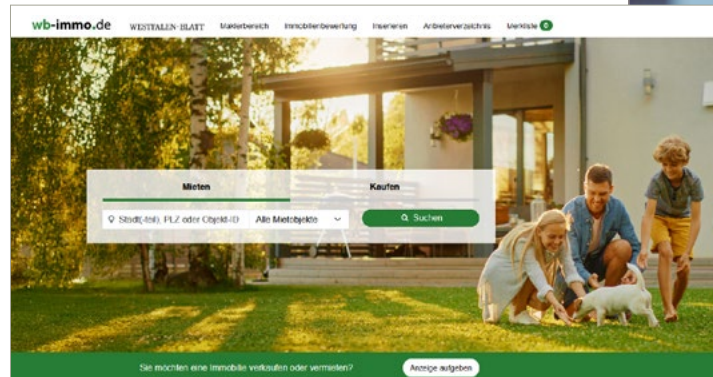 wb-immo.de WESTFALEN-BLATT Maklerbereich Immobilienbewertung Inserieren Anbieterverzeichnis Merkliste 0
Mieten Kaufen
Stadt(-teil), PLZ oder Objekt-ID Alle Mietobjekte Suchen
Sie möchten eine Immobilie verkaufen oder vermieten? Anzeige aufgeben